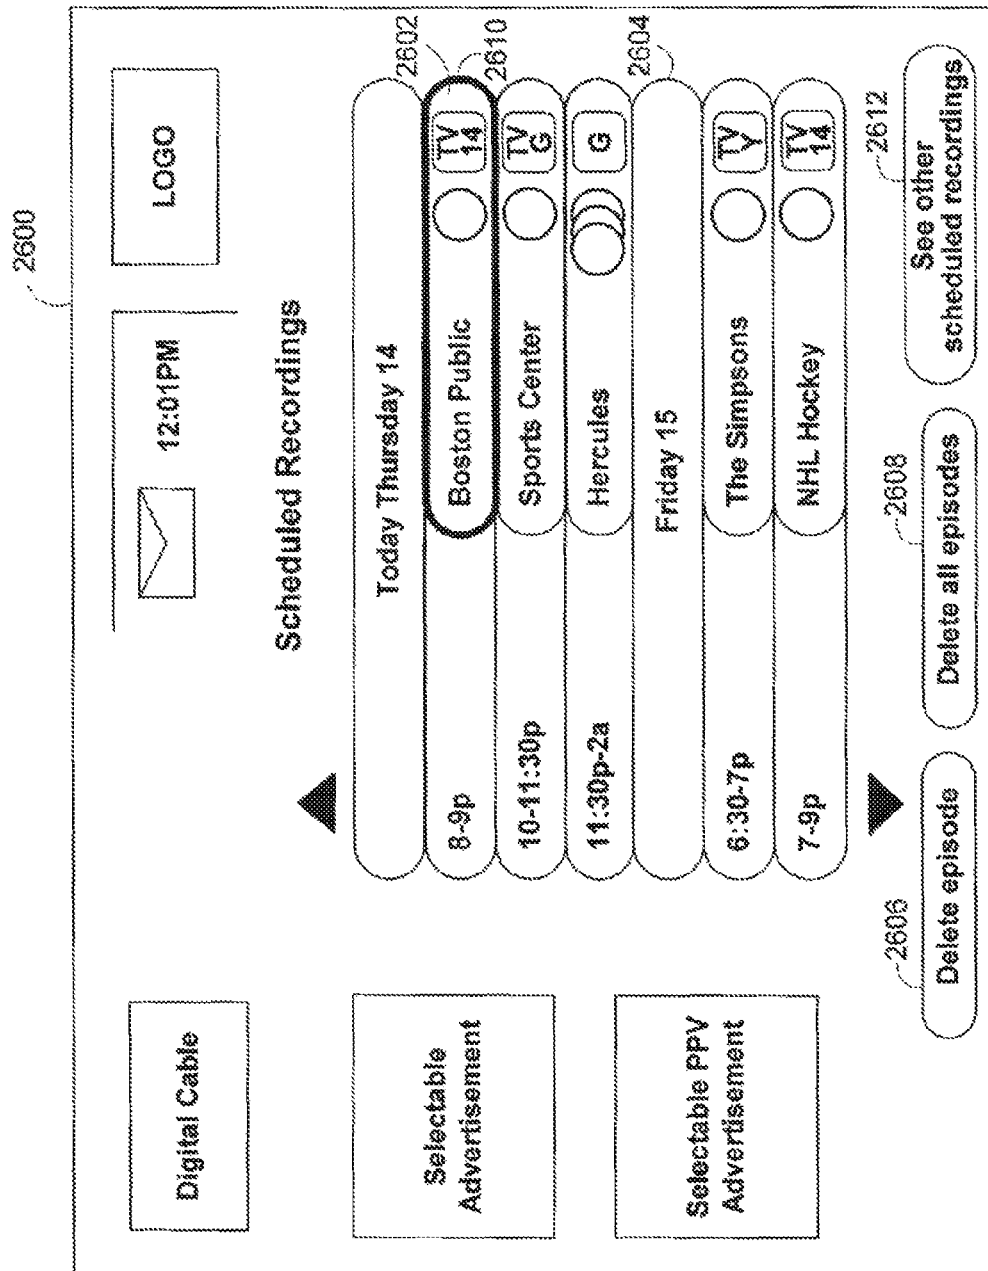 2600
Digital Cable
12:01PM
LOGO
Scheduled Recordings
Selectable
Advertisement
Selectable PPV
Advertisement
Today Thursday 14
2602
8-9p Boston Public TV 14
2610
10-11:30p Sports Center TV G
11:30p-2a Hercules G
Friday 15
2604
6:30-7p The Simpsons TV Y
7-9p NHL Hockey TV 14
2606
Delete episode
2608
Delete all episodes
2612
See other
scheduled recordings